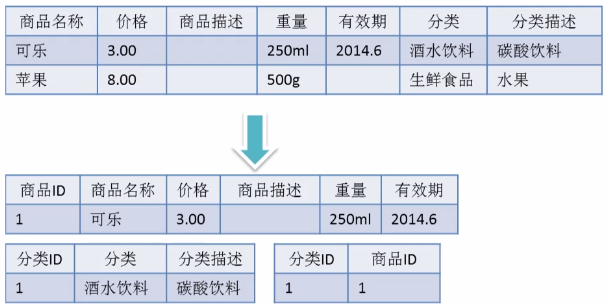 商品名称 价格 商品描述 重量 有效期 分类 分类描述
可乐 3.00 250ml 2014.6 酒水饮料 碳酸饮料
苹果 8.00 500g 生鲜食品 水果
商品ID 商品名称 价格 商品描述 重量 有效期
1 可乐 3.00 250ml 2014.6
分类ID 分类 分类描述 分类ID 商品ID
1 酒水饮料 碳酸饮料 1 1